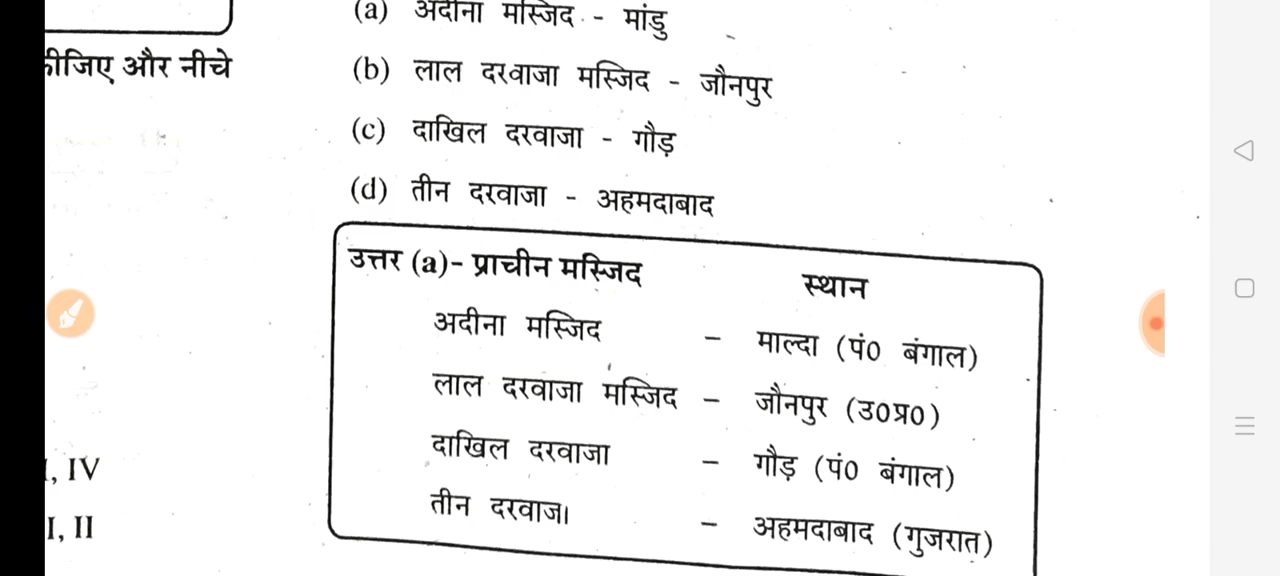 (a) अदीना मस्जिद - मांडु
कीजिए और नीचे
(b) लाल दरवाजा मस्जिद - जौनपुर
(c) दाखिल दरवाजा - गौड़
(d) तीन दरवाजा - अहमदाबाद
उत्तर (a)- प्राचीन मस्जिद स्थान
अदीना मस्जिद – माल्दा (पं0 बंगाल)
लाल दरवाजा मस्जिद – जौनपुर (उ0प्र0)
दाखिल दरवाजा – गौड़ (पं0 बंगाल)
, IV
तीन दरवाजा – अहमदाबाद (गुजरात)
I, II